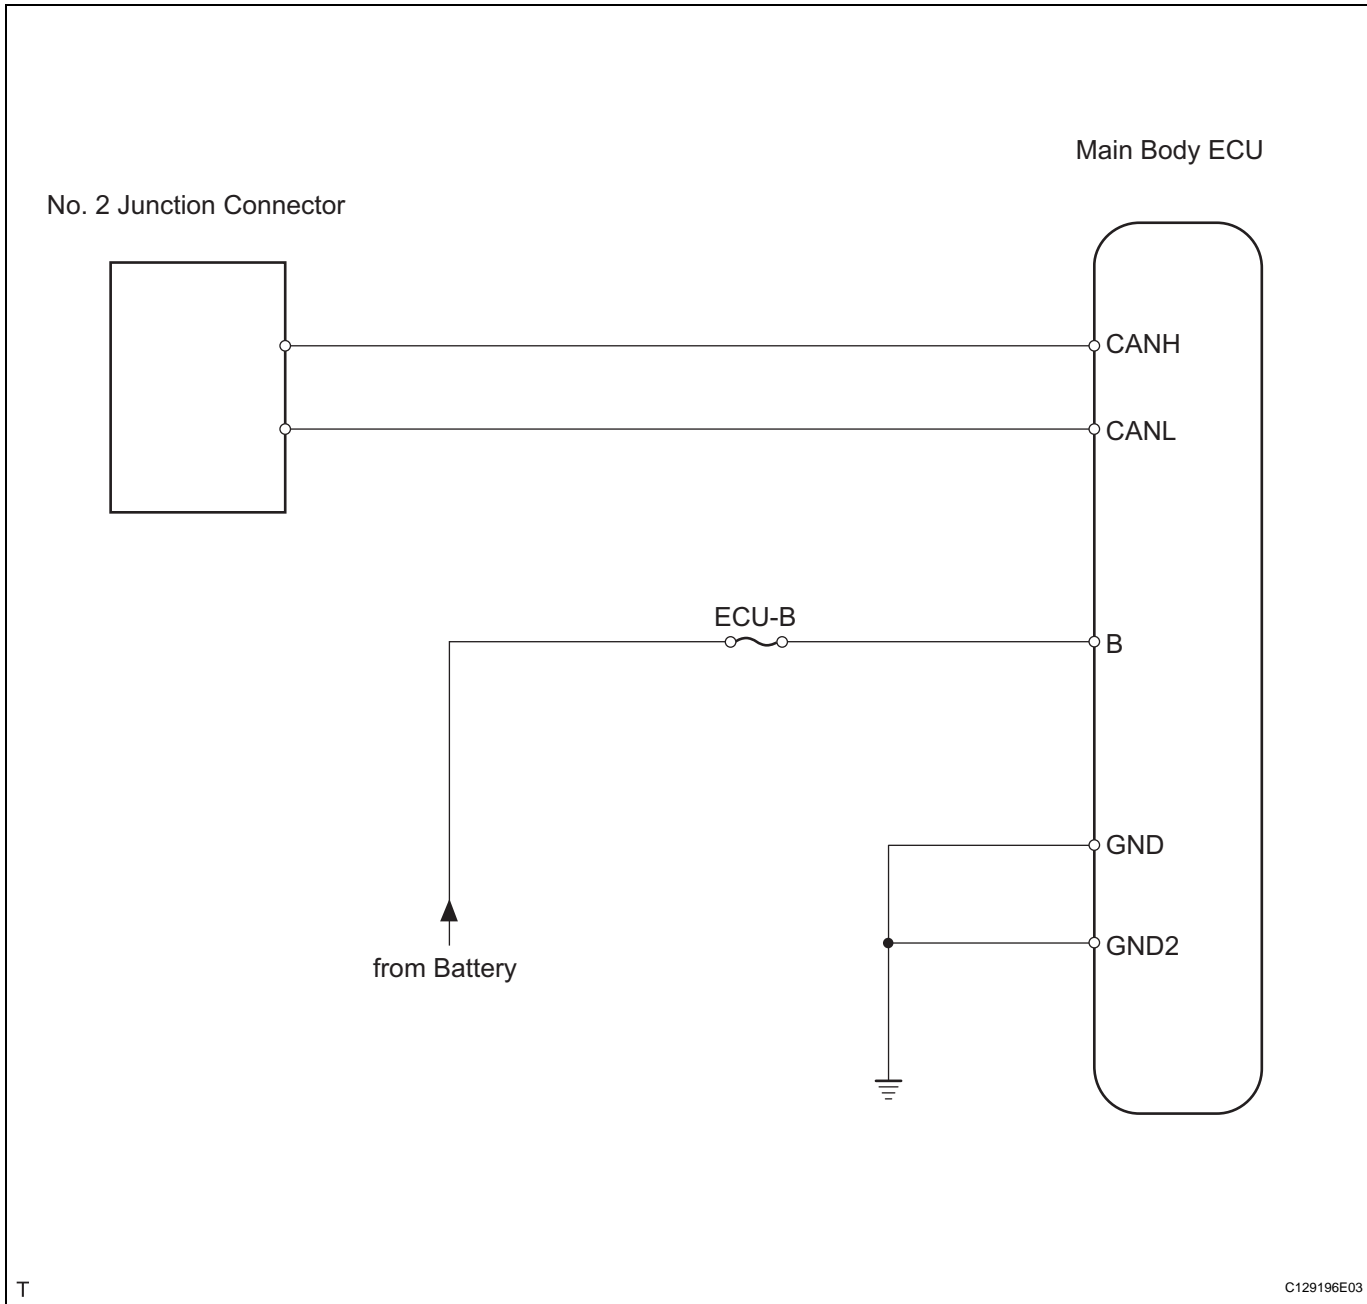 Main Body ECU
No. 2 Junction Connector
CANH
CANL
ECU-B
B
GND
GND2
from Battery
T
C129196E03